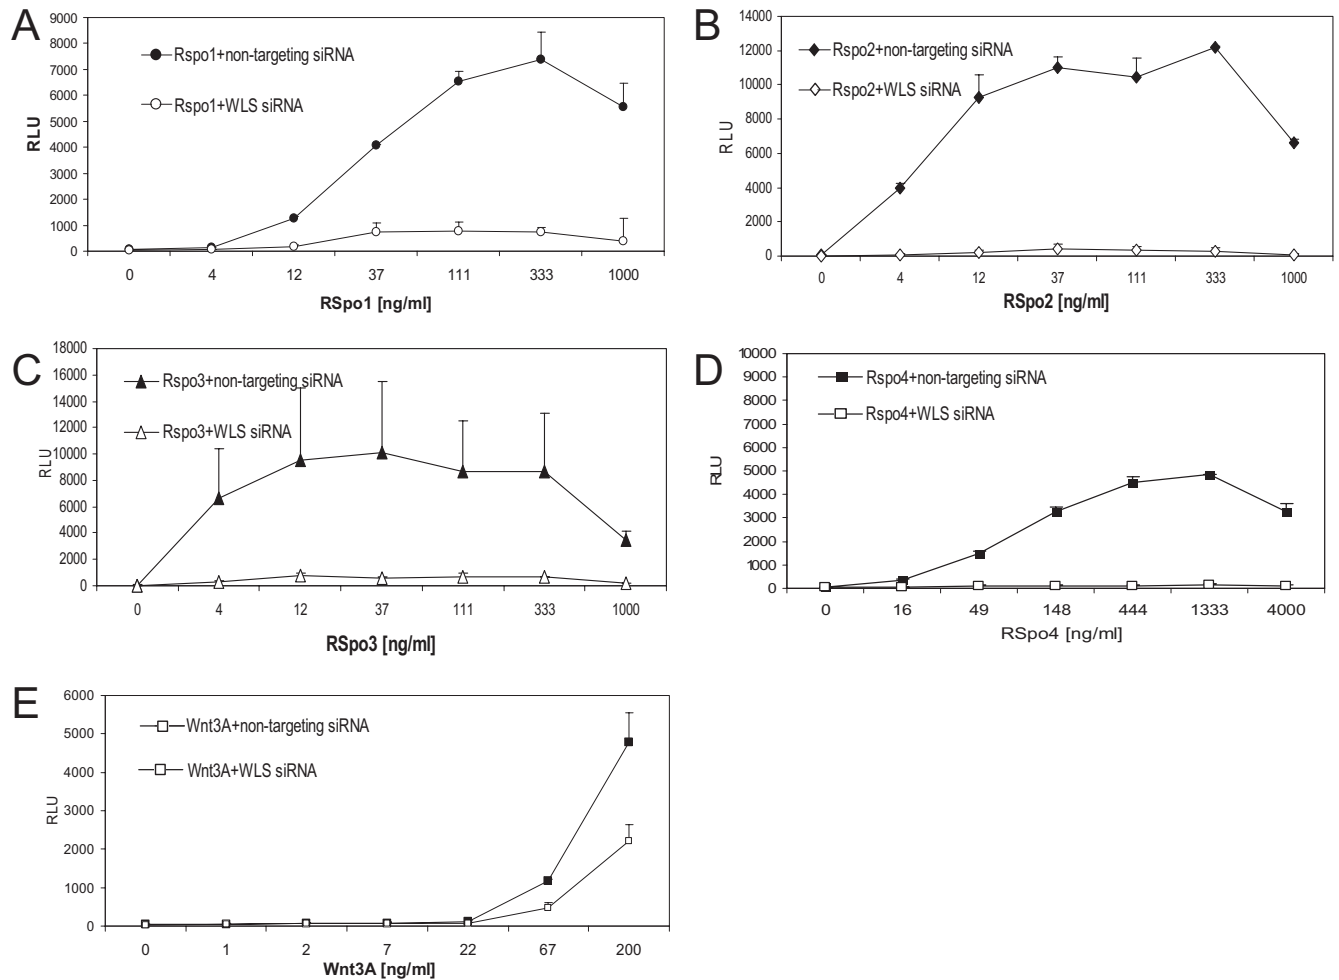 A
9000
8000
7000
6000
5000
4000
3000
2000
1000
0
RLU
Rspo1+non-targeting siRNA
Rspo1+WLS siRNA
0 4 12 37 111 333 1000
RSpo1 [ng/ml]
B
14000
12000
10000
8000
6000
4000
2000
0
RLU
Rspo2+non-targeting siRNA
Rspo2+WLS siRNA
0 4 12 37 111 333 1000
RSpo2 [ng/ml]
C
18000
16000
14000
12000
10000
8000
6000
4000
2000
0
RLU
Rspo3+non-targeting siRNA
Rspo3+WLS siRNA
0 4 12 37 111 333 1000
RSpo3 [ng/ml]
D
10000
9000
8000
7000
6000
5000
4000
3000
2000
1000
0
RLU
Rspo4+non-targeting siRNA
Rspo4+WLS siRNA
0 16 49 148 444 1333 4000
RSpo4 [ng/ml]
E
6000
5000
4000
3000
2000
1000
0
RLU
Wnt3A+non-targeting siRNA
Wnt3A+WLS siRNA
0 1 2 7 22 67 200
Wnt3A [ng/ml]